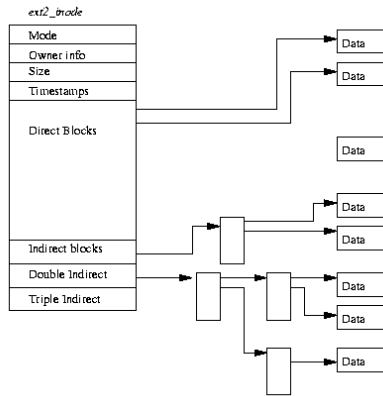 ext2_inode
Mode
Owner info
Size
Timestamps
Direct Blocks
Indirect blocks
Double Indirect
Triple Indirect
Data
Data
Data
Data
Data
Data
Data
Data